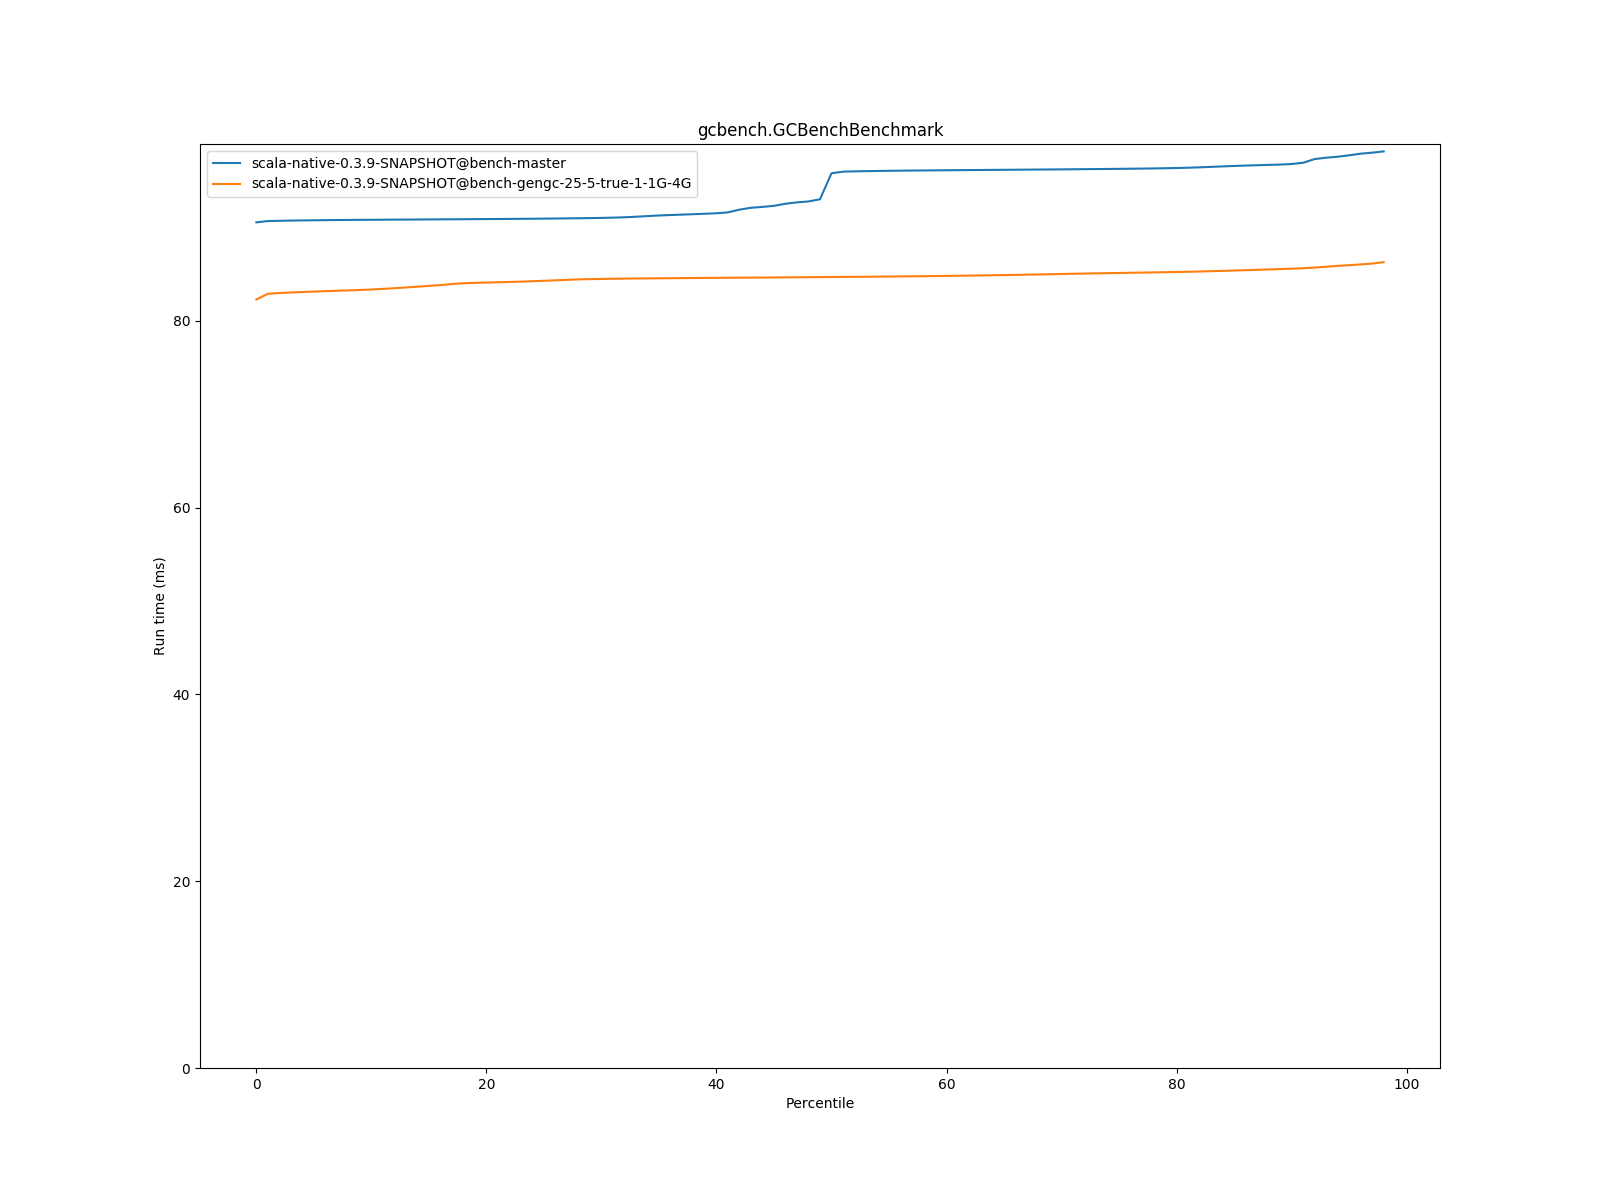 gcbench.GCBenchBenchmark
scala-native-0.3.9-SNAPSHOT@bench-master
scala-native-0.3.9-SNAPSHOT@bench-gengc-25-5-true-1-1G-4G
80
60
40
20
0
Run time (ms)
0 20 40 60 80 100
Percentile